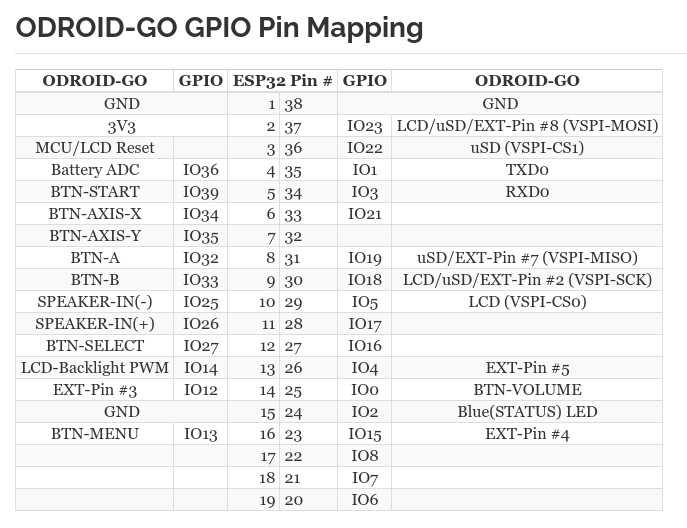 ODROID-GO GPIO Pin Mapping
ODROID-GO GPIO ESP32 Pin # GPIO ODROID-GO
GND 1 38 GND
3V3 2 37 IO23 LCD/uSD/EXT-Pin #8 (VSPI-MOSI)
MCU/LCD Reset 3 36 IO22 uSD (VSPI-CS1)
Battery ADC IO36 4 35 IO1 TXD0
BTN-START IO39 5 34 IO3 RXD0
BTN-AXIS-X IO34 6 33 IO21
BTN-AXIS-Y IO35 7 32
BTN-A IO32 8 31 IO19 uSD/EXT-Pin #7 (VSPI-MISO)
BTN-B IO33 9 30 IO18 LCD/uSD/EXT-Pin #2 (VSPI-SCK)
SPEAKER-IN(-) IO25 10 29 IO5 LCD (VSPI-CS0)
SPEAKER-IN(+) IO26 11 28 IO17
BTN-SELECT IO27 12 27 IO16
LCD-Backlight PWM IO14 13 26 IO4 EXT-Pin #5
EXT-Pin #3 IO12 14 25 IO0 BTN-VOLUME
GND 15 24 IO2 Blue(STATUS) LED
BTN-MENU IO13 16 23 IO15 EXT-Pin #4
17 22 IO8
18 21 IO7
19 20 IO6